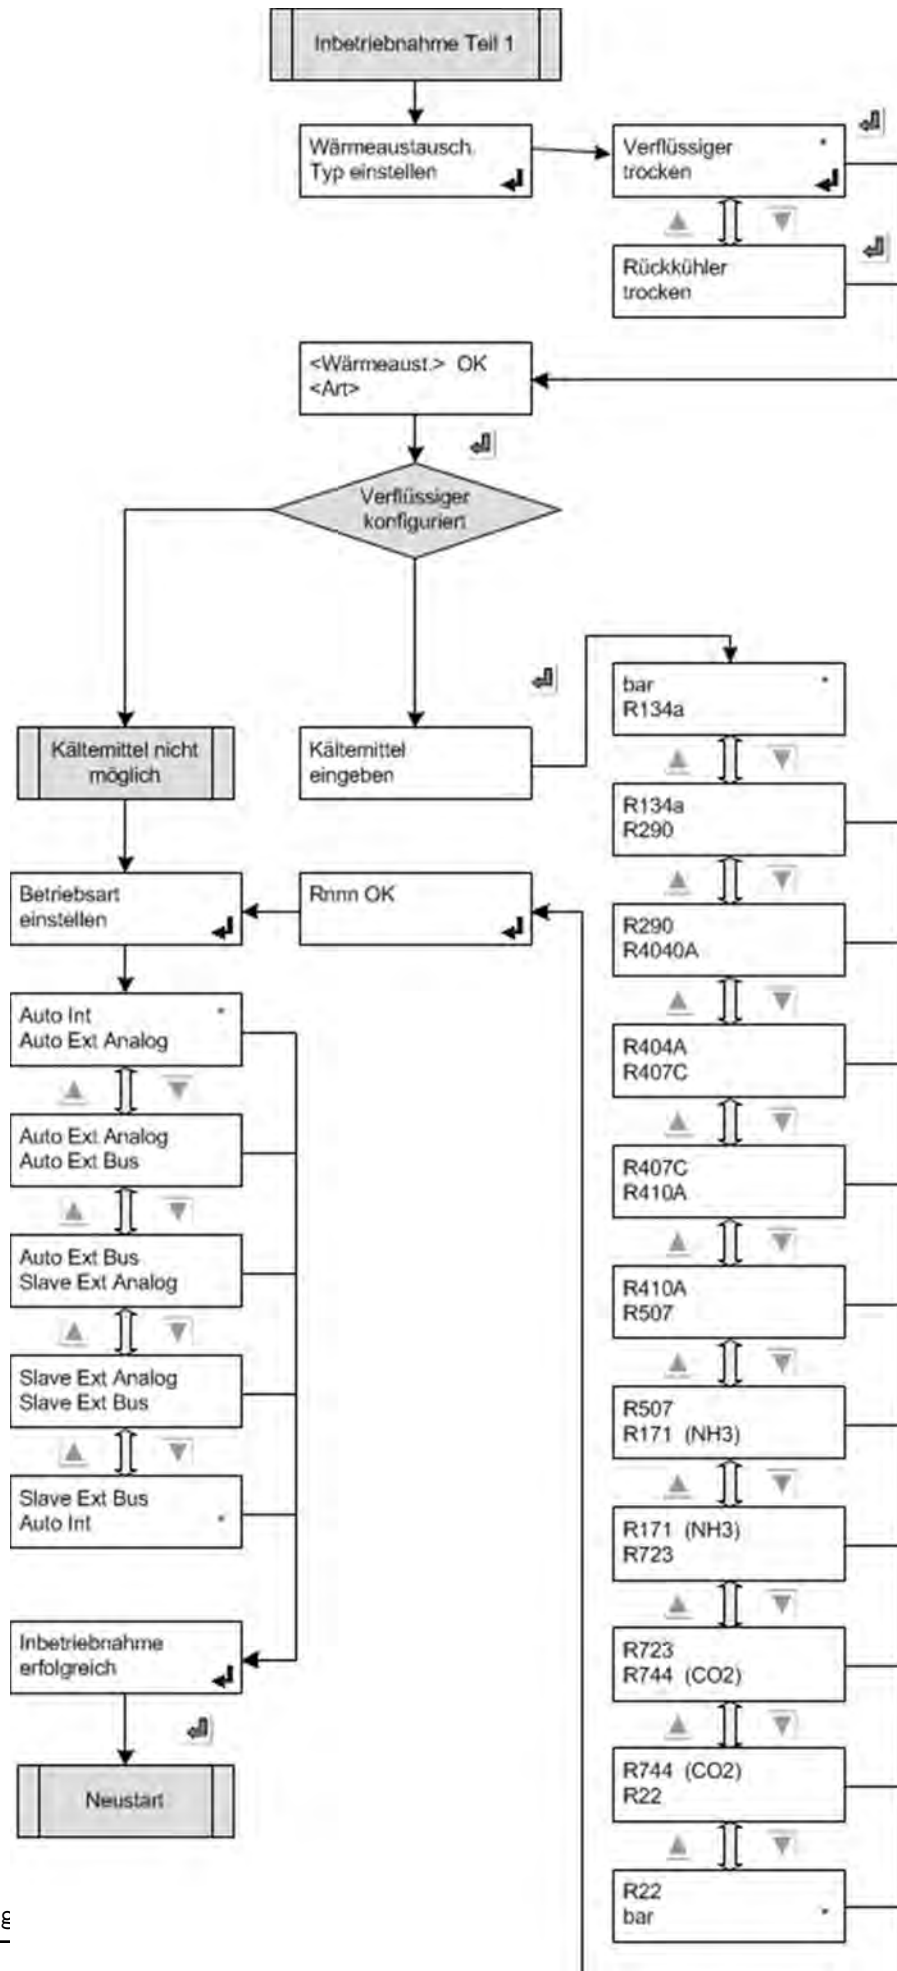 Inbetriebnahme Teil 1
Wärmeaustausch.
Typ einstellen
Verflüssiger *
trocken
Rückkühler
trocken
<Wärmeaust.> OK
<Art>
Verflüssiger
konfiguriert
Kältemittel nicht
möglich
Kältemittel
eingeben
bar *
R134a
R134a
R290
Betriebsart
einstellen
Rnnn OK
R290
R4040A
Auto Int *
Auto Ext Analog
R404A
R407C
Auto Ext Analog
Auto Ext Bus
R407C
R410A
Auto Ext Bus
Slave Ext Analog
R410A
R507
Slave Ext Analog
Slave Ext Bus
R507
R171 (NH3)
Slave Ext Bus
Auto Int *
R171 (NH3)
R723
Inbetriebnahme
erfolgreich
R723
R744 (CO2)
Neustart
R744 (CO2)
R22
R22
bar *
g